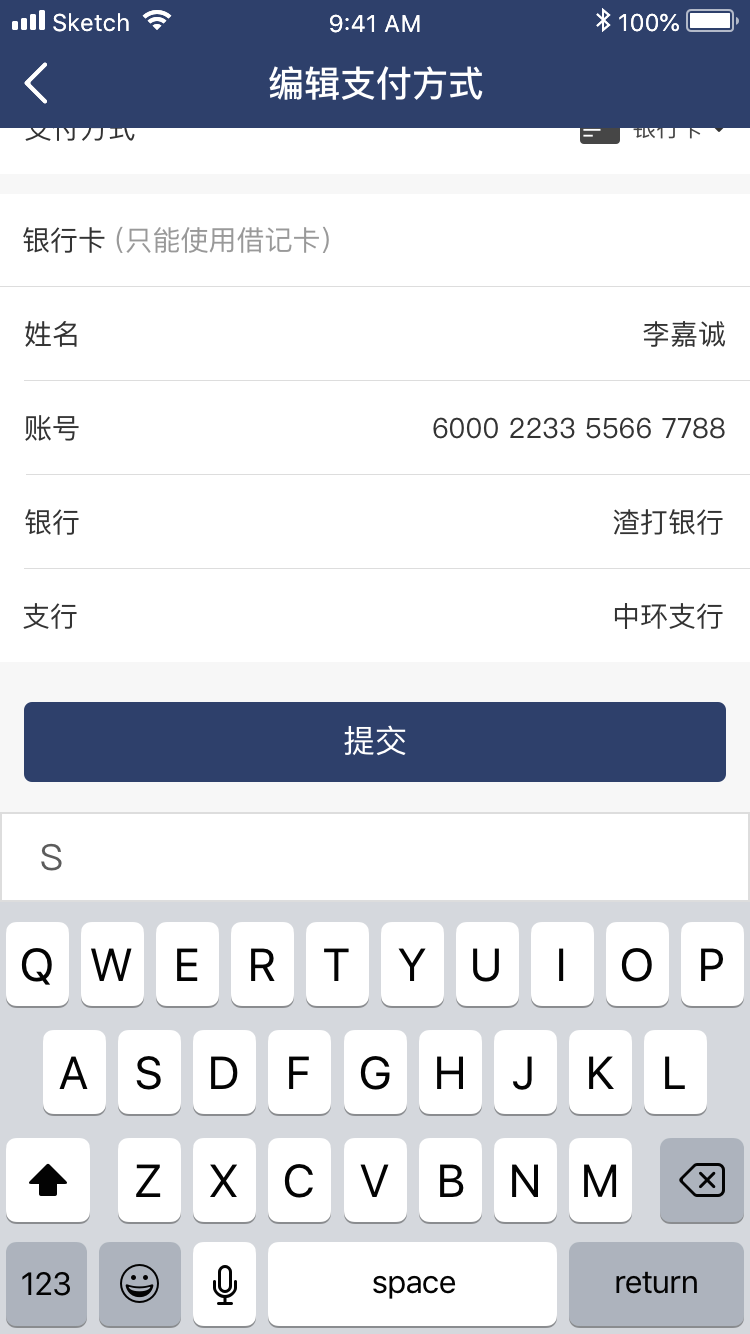 Sketch 9:41 AM 100%
编辑支付方式
支付方式 银行卡
银行卡 (只能使用借记卡)
姓名 李嘉诚
账号 6000 2233 5566 7788
银行 渣打银行
支行 中环支行
提交
S
Q W E R T Y U I O P
A S D F G H J K L
Z X C V B N M
123 space return